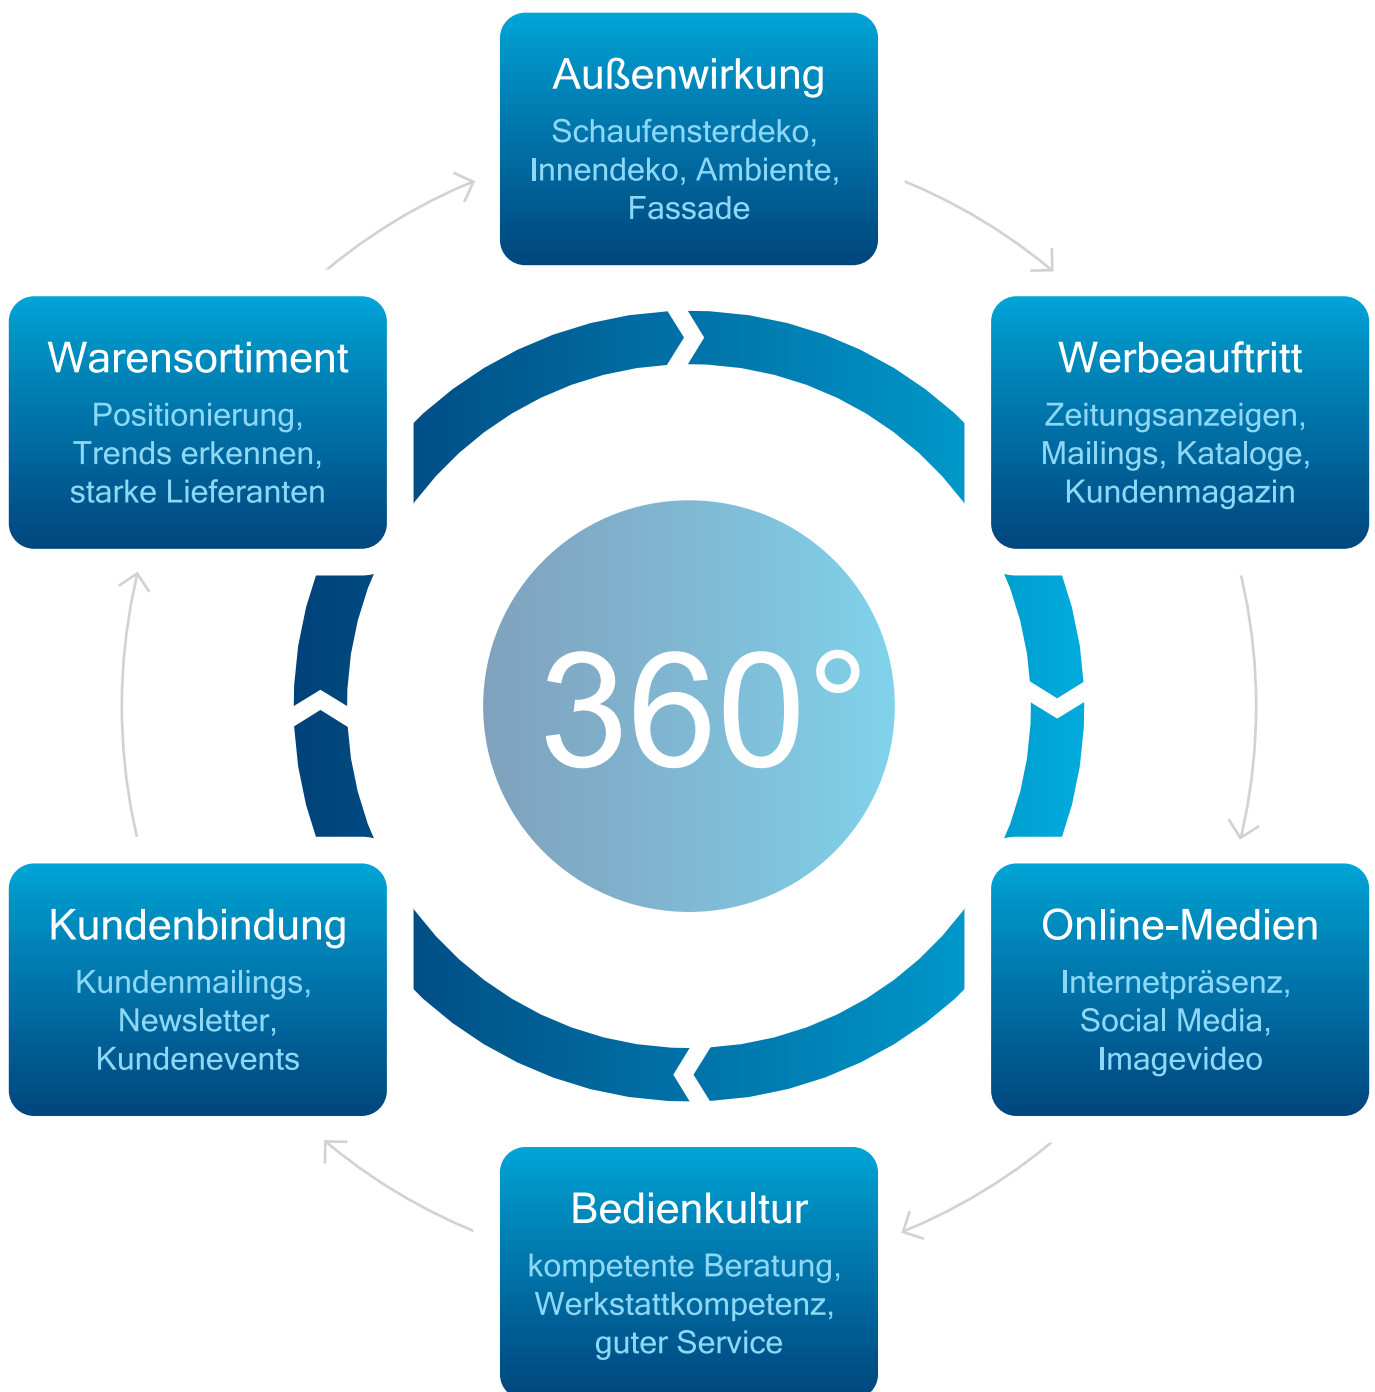 Außenwirkung
Schaufensterdeko,
Innendeko, Ambiente,
Fassade
Werbeauftritt
Zeitungsanzeigen,
Mailings, Kataloge,
Kundenmagazin
Online-Medien
Internetpräsenz,
Social Media,
Imagevideo
Bedienkultur
kompetente Beratung,
Werkstattkompetenz,
guter Service
Kundenbindung
Kundenmailings,
Newsletter,
Kundenevents
Warensortiment
Positionierung,
Trends erkennen,
starke Lieferanten
360°